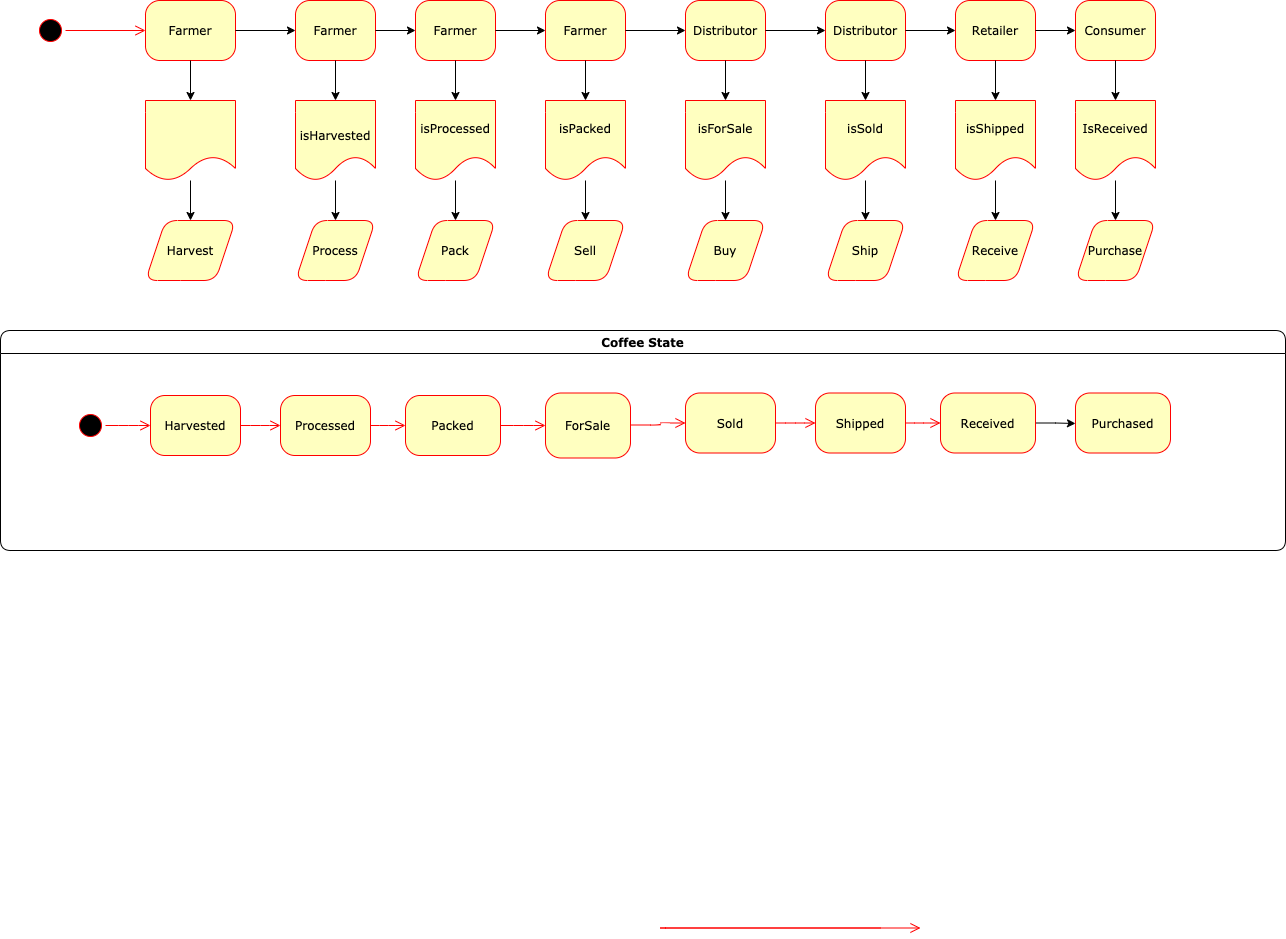 Farmer
Farmer
Farmer
Farmer
Distributor
Distributor
Retailer
Consumer
isHarvested
isProcessed
isPacked
isForSale
isSold
isShipped
IsReceived
Harvest
Process
Pack
Sell
Buy
Ship
Receive
Purchase
Coffee State
Harvested
Processed
Packed
ForSale
Sold
Shipped
Received
Purchased